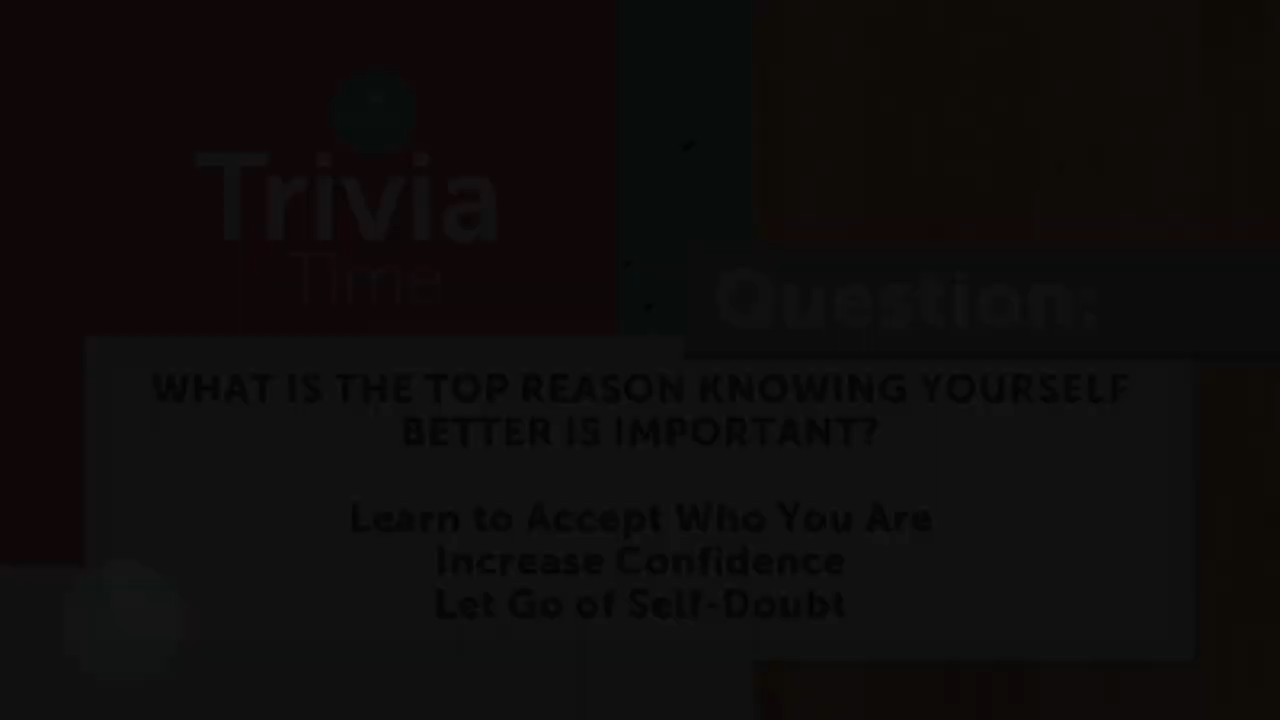 Trivia
Time
Question:
WHAT IS THE TOP REASON KNOWING YOURSELF
BETTER IS IMPORTANT?
Learn to Accept Who You Are
Increase Confidence
Let Go of Self-Doubt